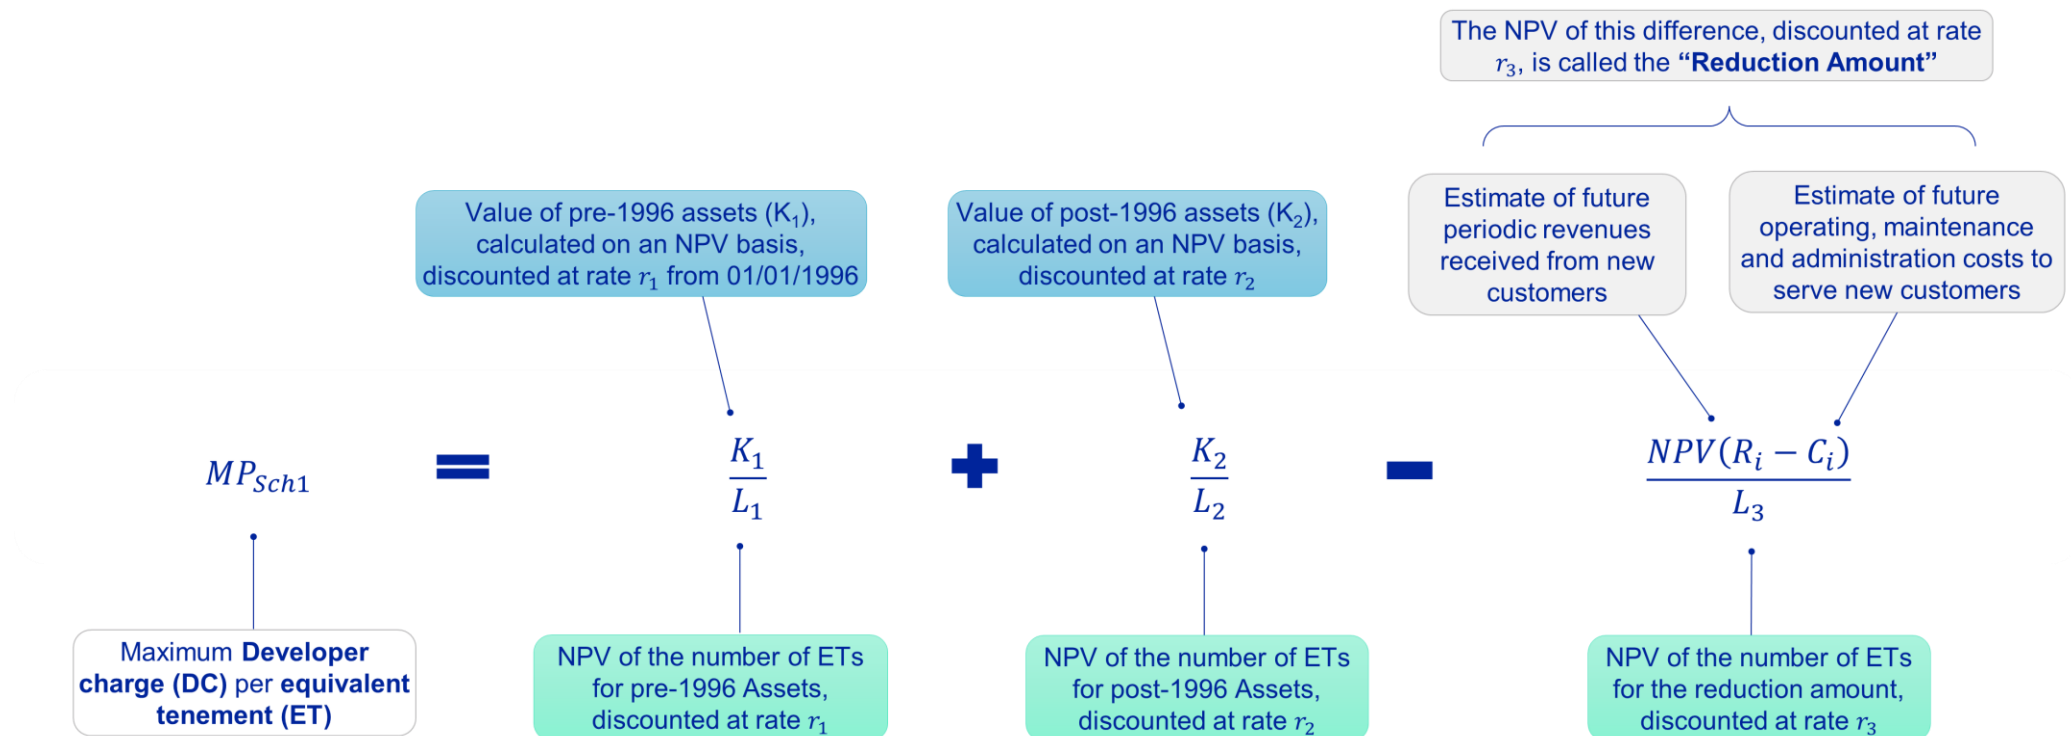 The NPV of this difference, discounted at rate
r₃, is called the “Reduction Amount”
Value of pre-1996 assets (K₁),
calculated on an NPV basis,
discounted at rate r₁ from 01/01/1996
Value of post-1996 assets (K₂),
calculated on an NPV basis,
discounted at rate r₂
Estimate of future
periodic revenues
received from new
customers
Estimate of future
operating, maintenance
and administration costs to
serve new customers
MP_Sch1 = K₁/L₁ + K₂/L₂ − NPV(Rᵢ − Cᵢ)/L₃
Maximum Developer
charge (DC) per equivalent
tenement (ET)
NPV of the number of ETs
for pre-1996 Assets,
discounted at rate r₁
NPV of the number of ETs
for post-1996 Assets,
discounted at rate r₂
NPV of the number of ETs
for the reduction amount,
discounted at rate r₃